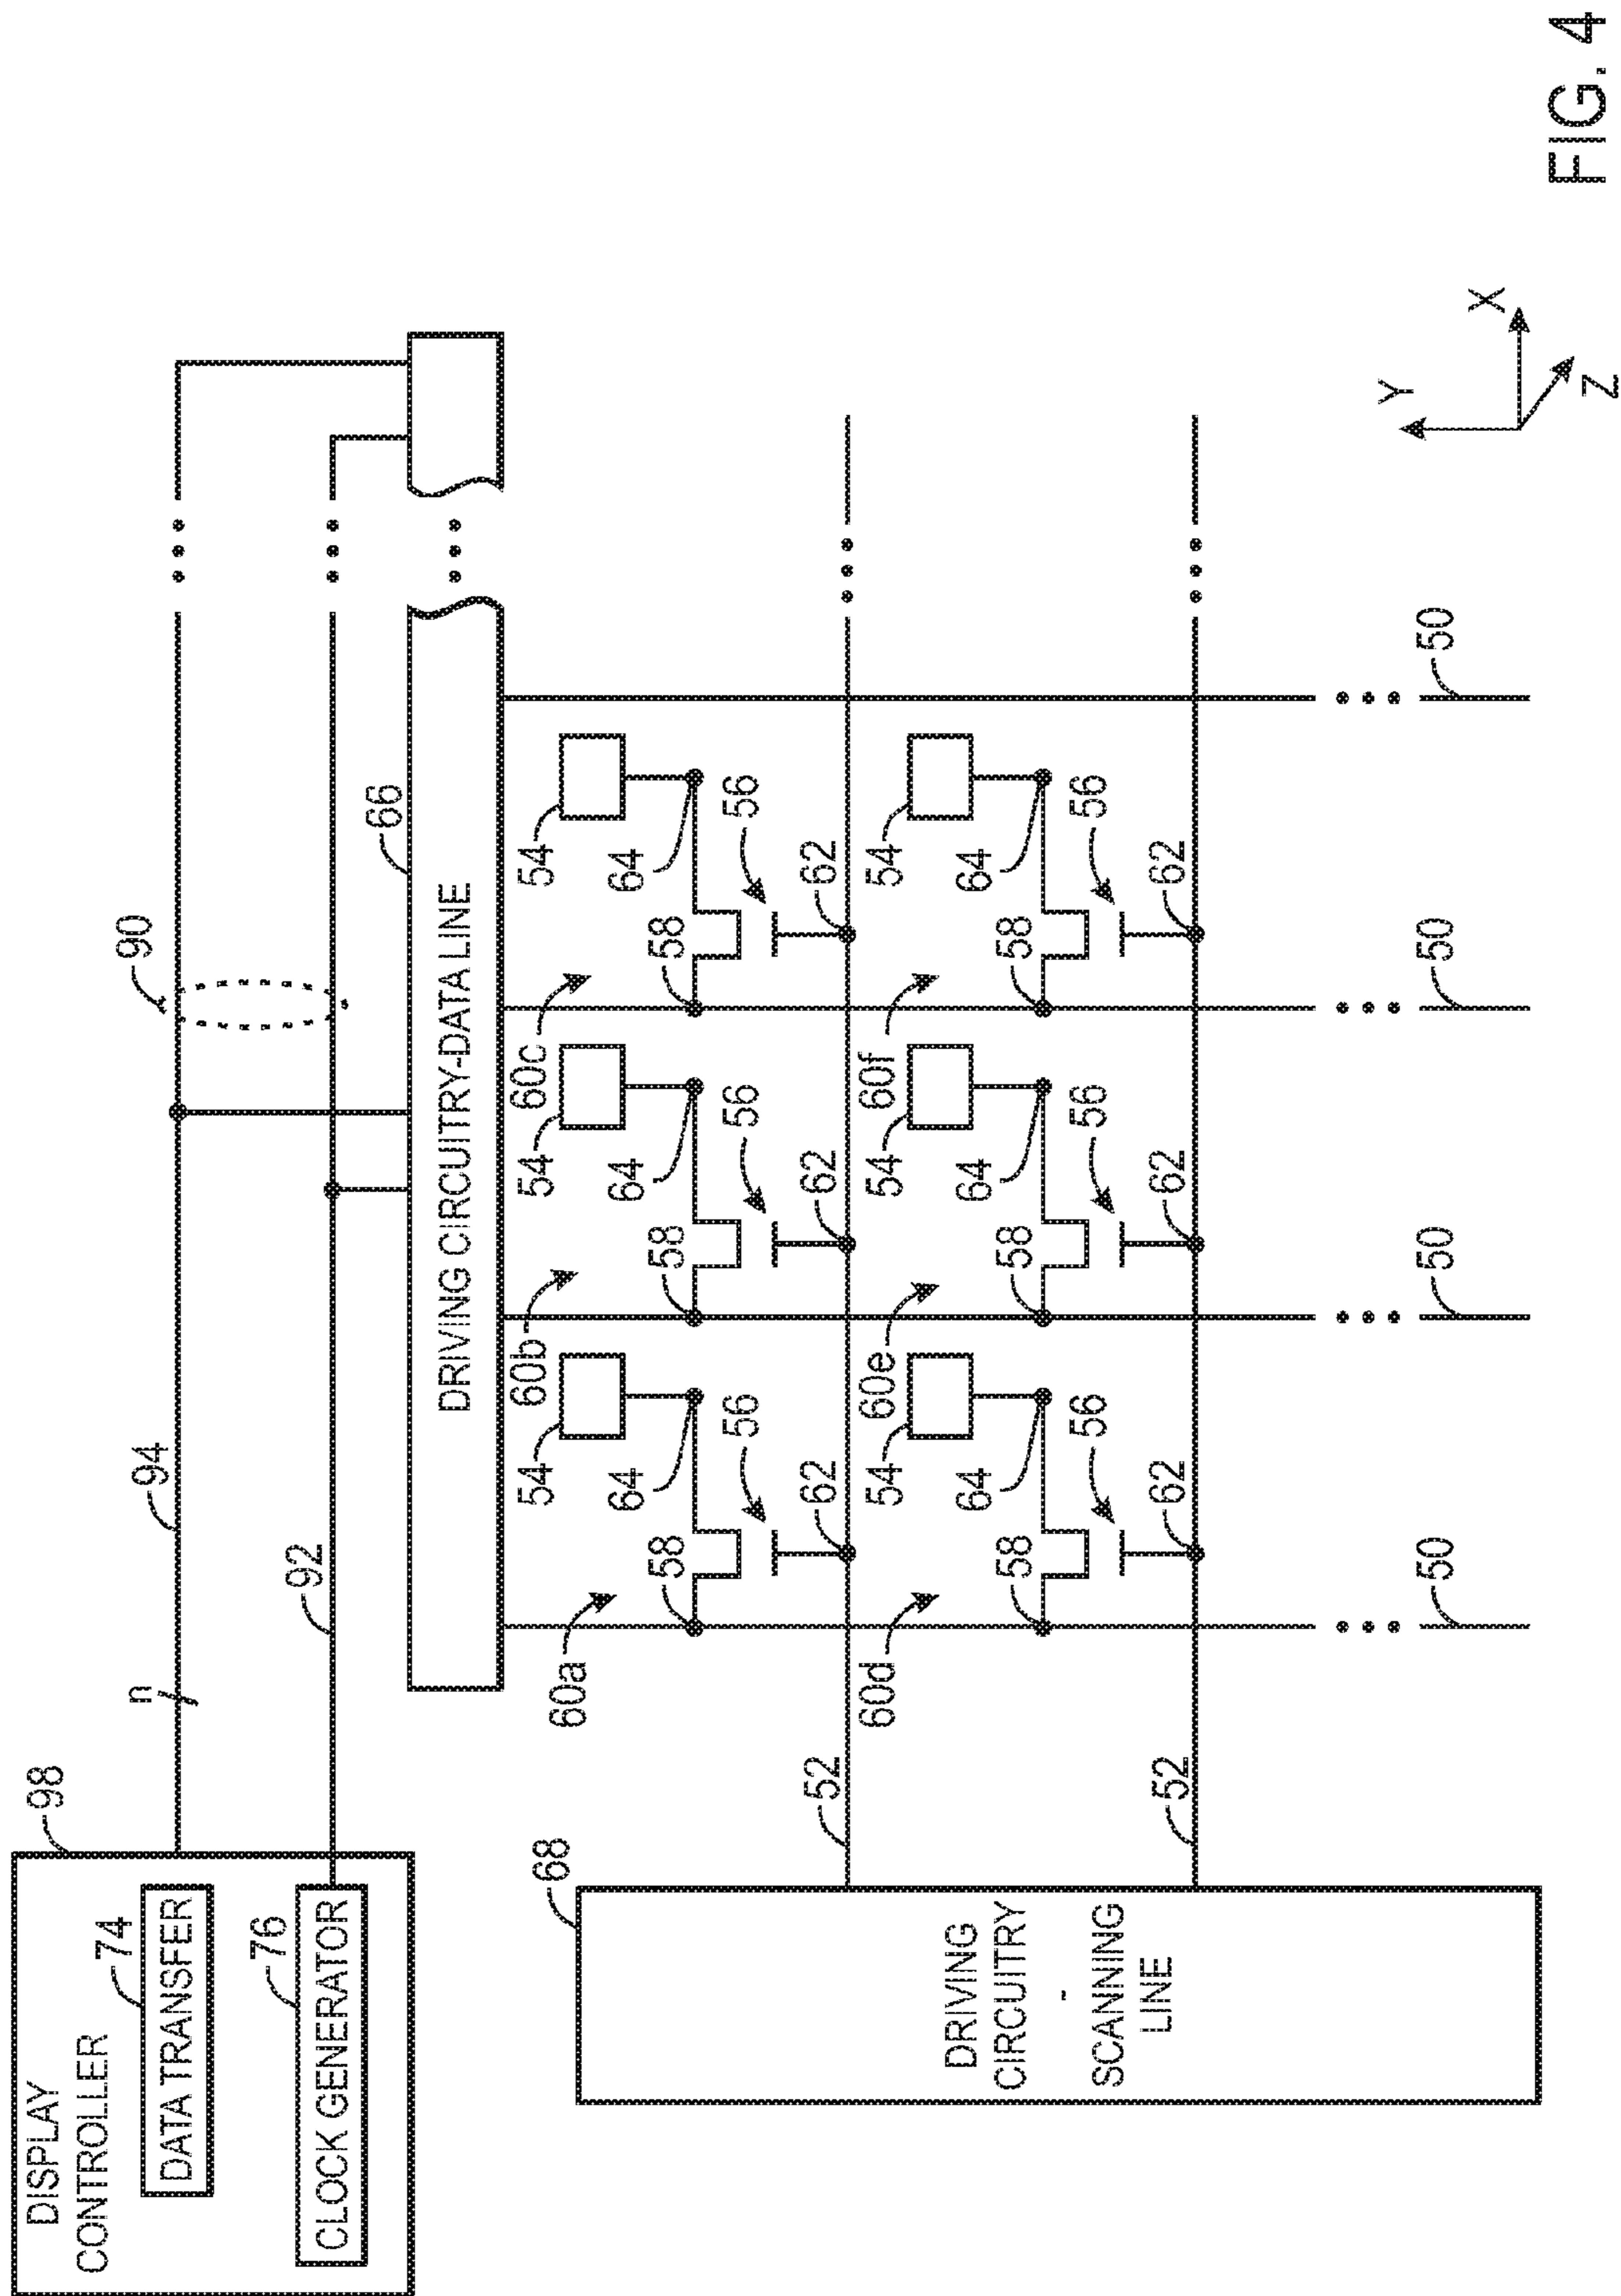 DISPLAY
CONTROLLER
98
DATA TRANSFER
74
CLOCK GENERATOR
76
n
94
92
90
66
DRIVING CIRCUITRY-DATA LINE
68
DRIVING
CIRCUITRY
-
SCANNING
LINE
60a
54
60b
54
60c
54
64
64
64
58
56
58
56
58
56
52
62
62
62
60d
54
60e
54
60f
54
64
64
64
58
56
58
56
58
56
52
62
62
62
50
50
50
50
Y
X
Z
FIG. 4